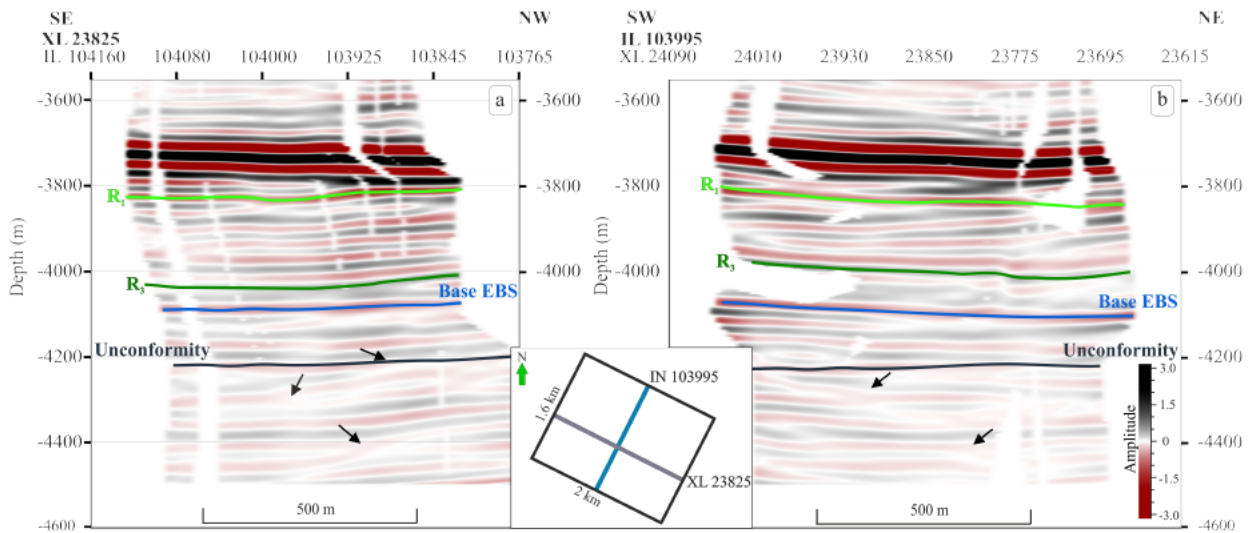 SE NW SW NE
XL 23825 IL 103995
IL 104160 104080 104000 103925 103845 103765 XL 24090 24010 23930 23850 23775 23695 23615
-3600 a -3600 -3600 b -3600
-3800 -3800 -3800 -3800
R1 R1
-4000 -4000 -4000 -4000
R3 R3
Depth (m) Depth (m)
Base EBS Base EBS
-4200 -4200 -4200
Unconformity Unconformity
N
IN 103995
1.6 km
XL 23825
2 km
3.0
1.5
0
-1.5
-3.0
Amplitude
-4400 -4400
500 m 500 m
-4600 -4600